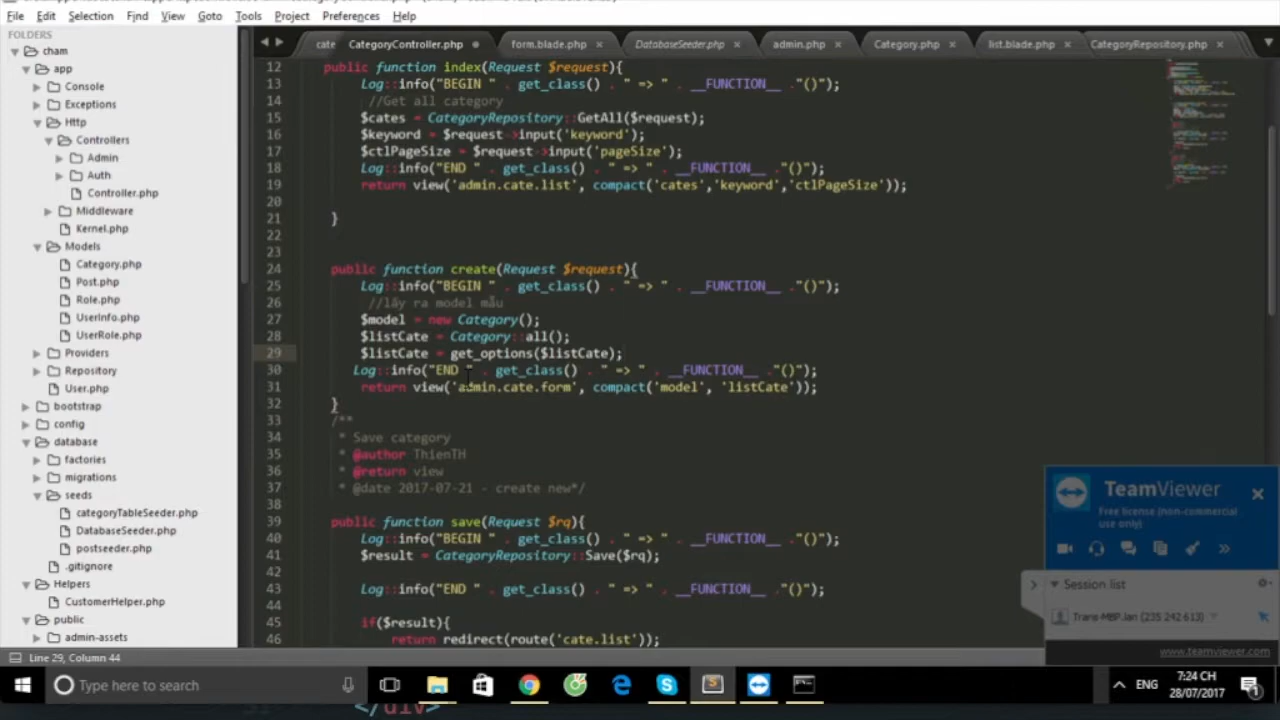 File Edit Selection Find View Goto Tools Project Preferences Help
FOLDERS
cham
app
Console
Exceptions
Http
Controllers
Admin
Auth
Controller.php
Middleware
Kernel.php
Models
Category.php
Post.php
Role.php
UserInfo.php
UserRole.php
Providers
Repository
User.php
bootstrap
config
database
factories
migrations
seeds
categoryTableSeeder.php
DatabaseSeeder.php
postseeder.php
.gitignore
Helpers
CustomerHelper.php
public
admin-assets
cate CategoryController.php form.blade.php DatabaseSeeder.php admin.php Category.php list.blade.php CategoryRepository.php
12 public function index(Request $request){
13 Log::info("BEGIN " . get_class() . " => " . __FUNCTION__ ."()");
14 //Get all category
15 $cates = CategoryRepository::GetAll($request);
16 $keyword = $request->input('keyword');
17 $ctlPageSize = $request->input('pageSize');
18 Log::info("END " . get_class() . " => " . __FUNCTION__ ."()");
19 return view('admin.cate.list', compact('cates','keyword','ctlPageSize'));
20
21 }
22
23
24 public function create(Request $request){
25 Log::info("BEGIN " . get_class() . " => " . __FUNCTION__ ."()");
26 //lấy ra model mẫu
27 $model = new Category();
28 $listCate = Category::all();
29 $listCate = get_options($listCate);
30 Log::info("END " . get_class() . " => " . __FUNCTION__ ."()");
31 return view('admin.cate.form', compact('model', 'listCate'));
32 }
33 /**
34 * Save category
35 * @author ThienTH
36 * @return view
37 * @date 2017-07-21 - create new*/
38
39 public function save(Request $rq){
40 Log::info("BEGIN " . get_class() . " => " . __FUNCTION__ ."()");
41 $result = CategoryRepository::Save($rq);
42
43 Log::info("END " . get_class() . " => " . __FUNCTION__ ."()");
44
45 if($result){
46 return redirect(route('cate.list'));
TeamViewer
Free license (non-commercial
use only)
Session list
Trans-MBP.lan (235 242 613)
www.teamviewer.com
Line 29, Column 44
Type here to search
ENG
7:24 CH
28/07/2017
1
</div>